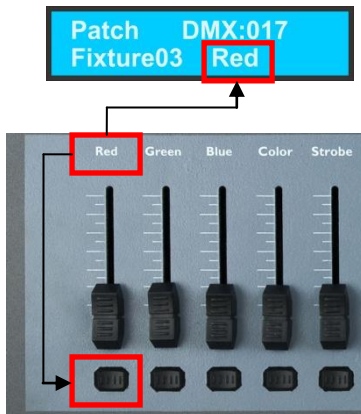 Patch DMX:017
Fixture03 Red
Red Green Blue Color Strobe